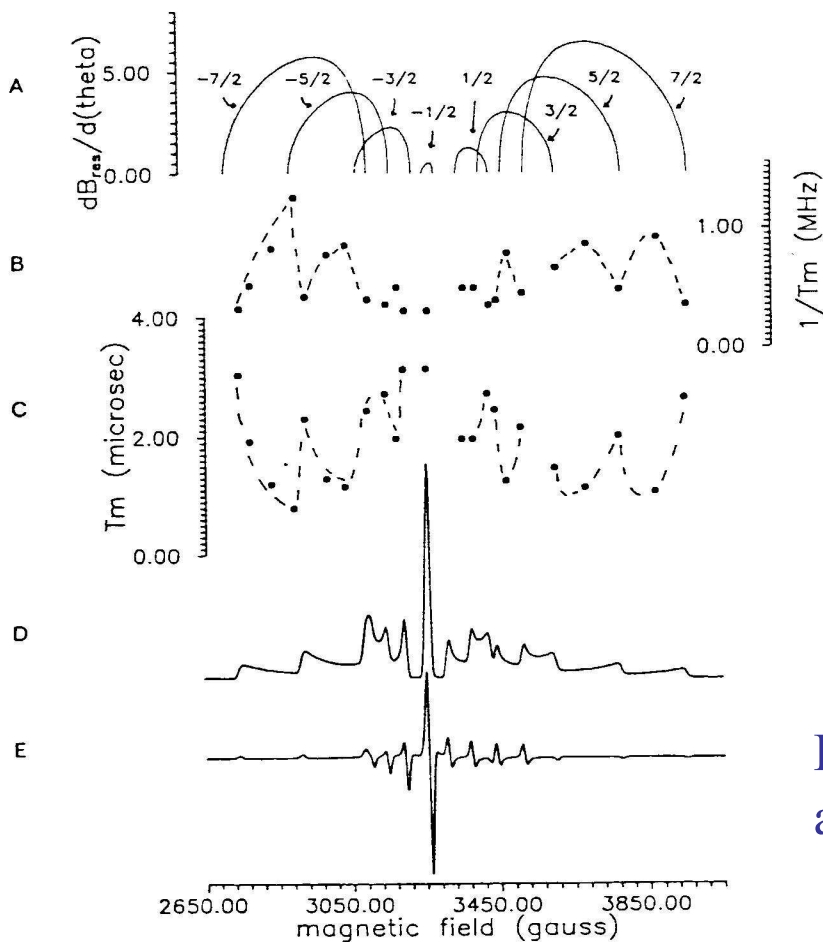 A
dB_res/d(theta)
5.00
0.00
-7/2
-5/2
-3/2
-1/2
1/2
3/2
5/2
7/2
B
1.00
0.00
1/Tm (MHz)
C
Tm (microsec)
4.00
2.00
0.00
D
E
2650.00 3050.00 3450.00 3850.00
magnetic field (gauss)
a